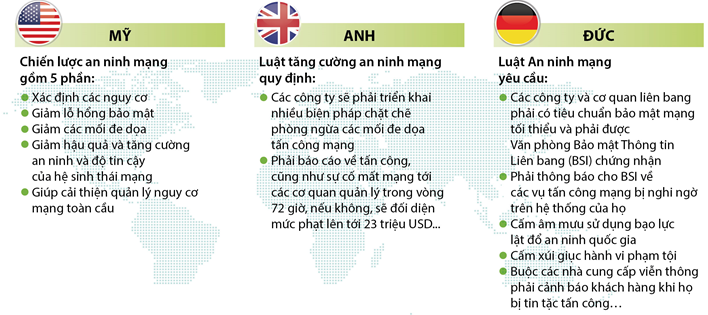 MỸ
Chiến lược an ninh mạng
gồm 5 phần:
Xác định các nguy cơ
Giảm lỗ hổng bảo mật
Giảm các mối đe dọa
Giảm hậu quả và tăng cường
an ninh và độ tin cậy
của hệ sinh thái mạng
Giúp cải thiện quản lý nguy cơ
mạng toàn cầu
ANH
Luật tăng cường an ninh mạng
quy định:
Các công ty sẽ phải triển khai
nhiều biện pháp chặt chẽ
phòng ngừa các mối đe dọa
tấn công mạng
Phải báo cáo về tấn công,
cũng như sự cố mất mạng tới
các cơ quan quản lý trong vòng
72 giờ, nếu không, sẽ đối diện
mức phạt lên tới 23 triệu USD...
ĐỨC
Luật An ninh mạng
yêu cầu:
Các công ty và cơ quan liên bang
phải có tiêu chuẩn bảo mật mạng
tối thiểu và phải được
Văn phòng Bảo mật Thông tin
Liên bang (BSI) chứng nhận
Phải thông báo cho BSI về
các vụ tấn công mạng bị nghi ngờ
trên hệ thống của họ
Cấm âm mưu sử dụng bạo lực
lật đổ an ninh quốc gia
Cấm xúi giục hành vi phạm tội
Buộc các nhà cung cấp viễn thông
phải cảnh báo khách hàng khi họ
bị tin tặc tấn công…